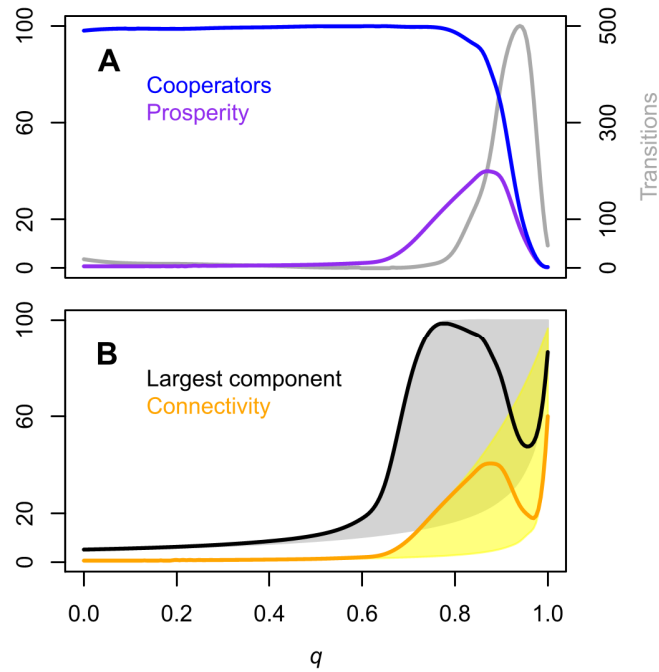 A
Cooperators
Prosperity
100
60
20
0
500
300
100
0
Transitions
B
Largest component
Connectivity
100
60
20
0
0.0 0.2 0.4 0.6 0.8 1.0
q